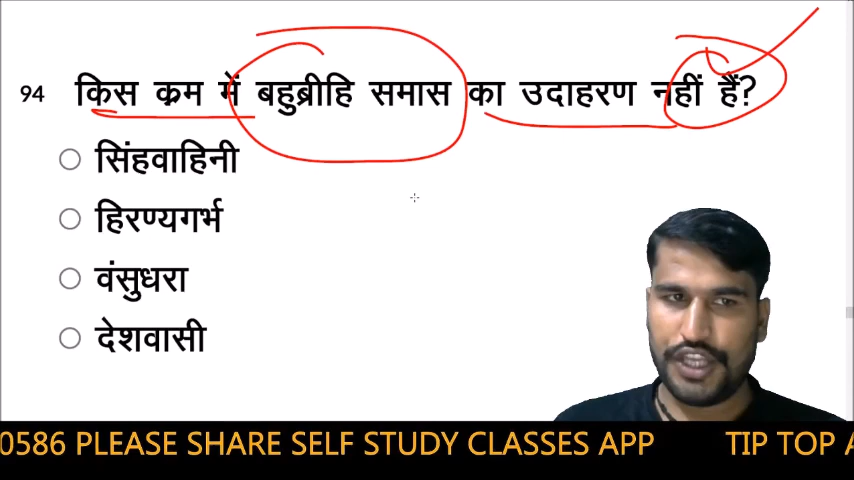 94 किस क्रम में बहुब्रीहि समास का उदाहरण नहीं हैं?
सिंहवाहिनी
हिरण्यगर्भ
वंसुधरा
देशवासी
0586 PLEASE SHARE SELF STUDY CLASSES APP TIP TOP A